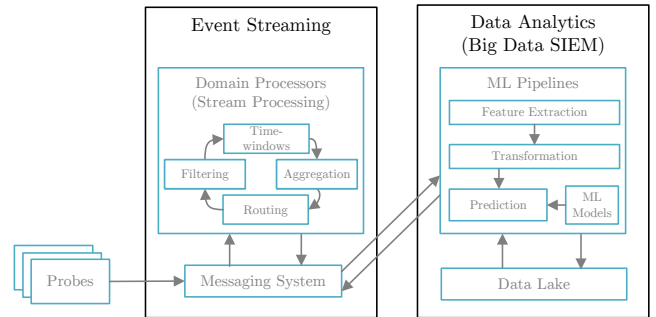 Event Streaming
Domain Processors
(Stream Processing)
Time-
windows
Filtering
Aggregation
Routing
Probes
Messaging System
Data Analytics
(Big Data SIEM)
ML Pipelines
Feature Extraction
Transformation
Prediction
ML
Models
Data Lake